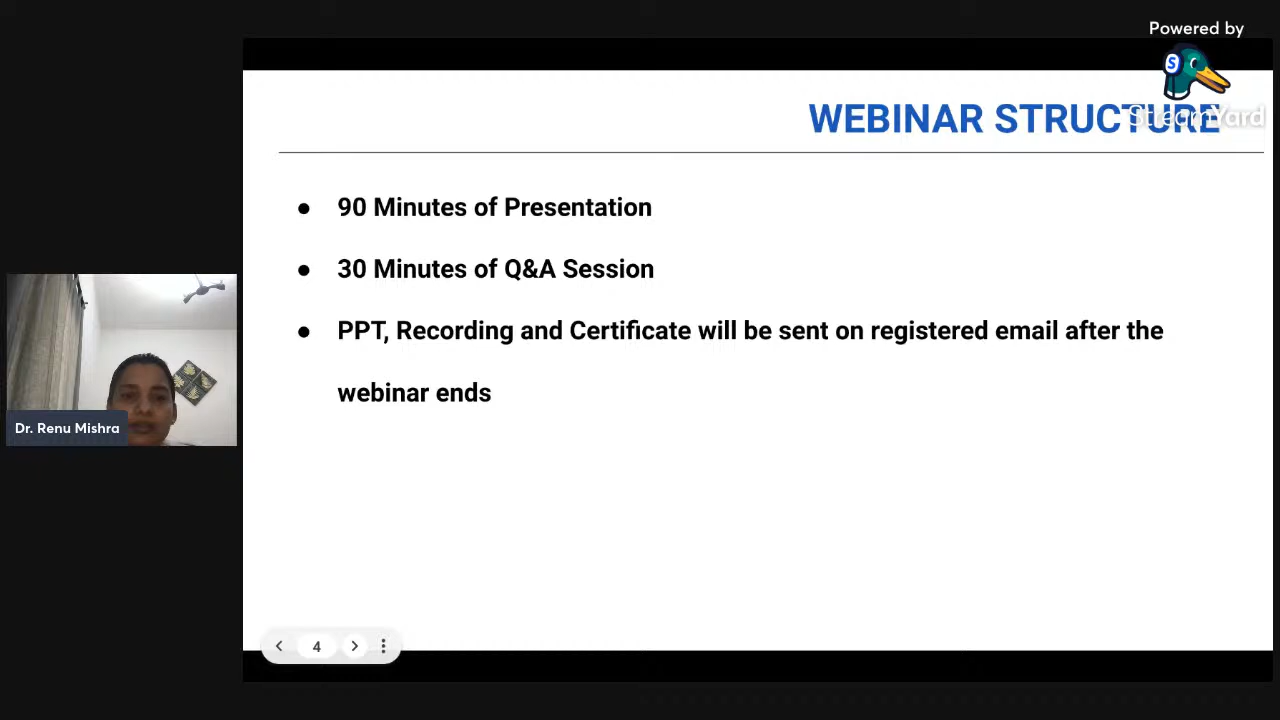 Powered by
StreamYard
WEBINAR STRUCTURE
● 90 Minutes of Presentation
● 30 Minutes of Q&A Session
● PPT, Recording and Certificate will be sent on registered email after the
webinar ends
Dr. Renu Mishra
4